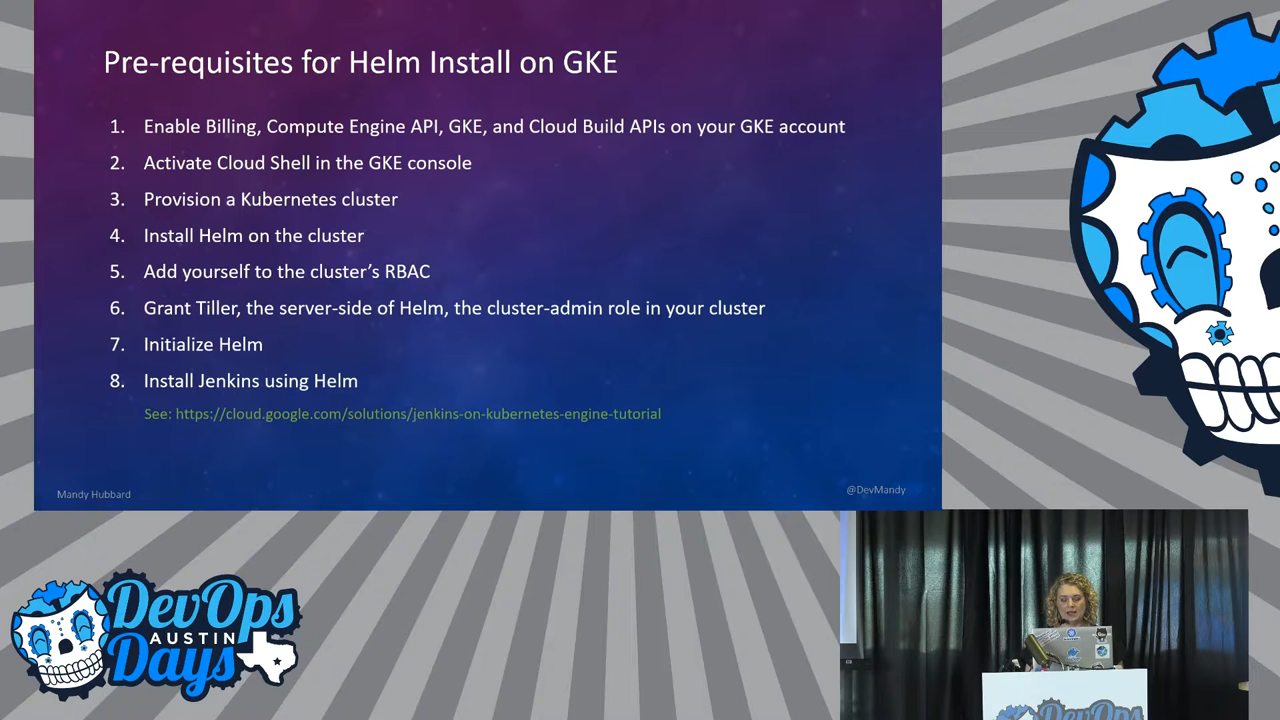 Pre-requisites for Helm Install on GKE
1. Enable Billing, Compute Engine API, GKE, and Cloud Build APIs on your GKE account
2. Activate Cloud Shell in the GKE console
3. Provision a Kubernetes cluster
4. Install Helm on the cluster
5. Add yourself to the cluster's RBAC
6. Grant Tiller, the server-side of Helm, the cluster-admin role in your cluster
7. Initialize Helm
8. Install Jenkins using Helm
See: https://cloud.google.com/solutions/jenkins-on-kubernetes-engine-tutorial
Mandy Hubbard
@DevMandy
DevOps
AUSTIN
Days
DevOps